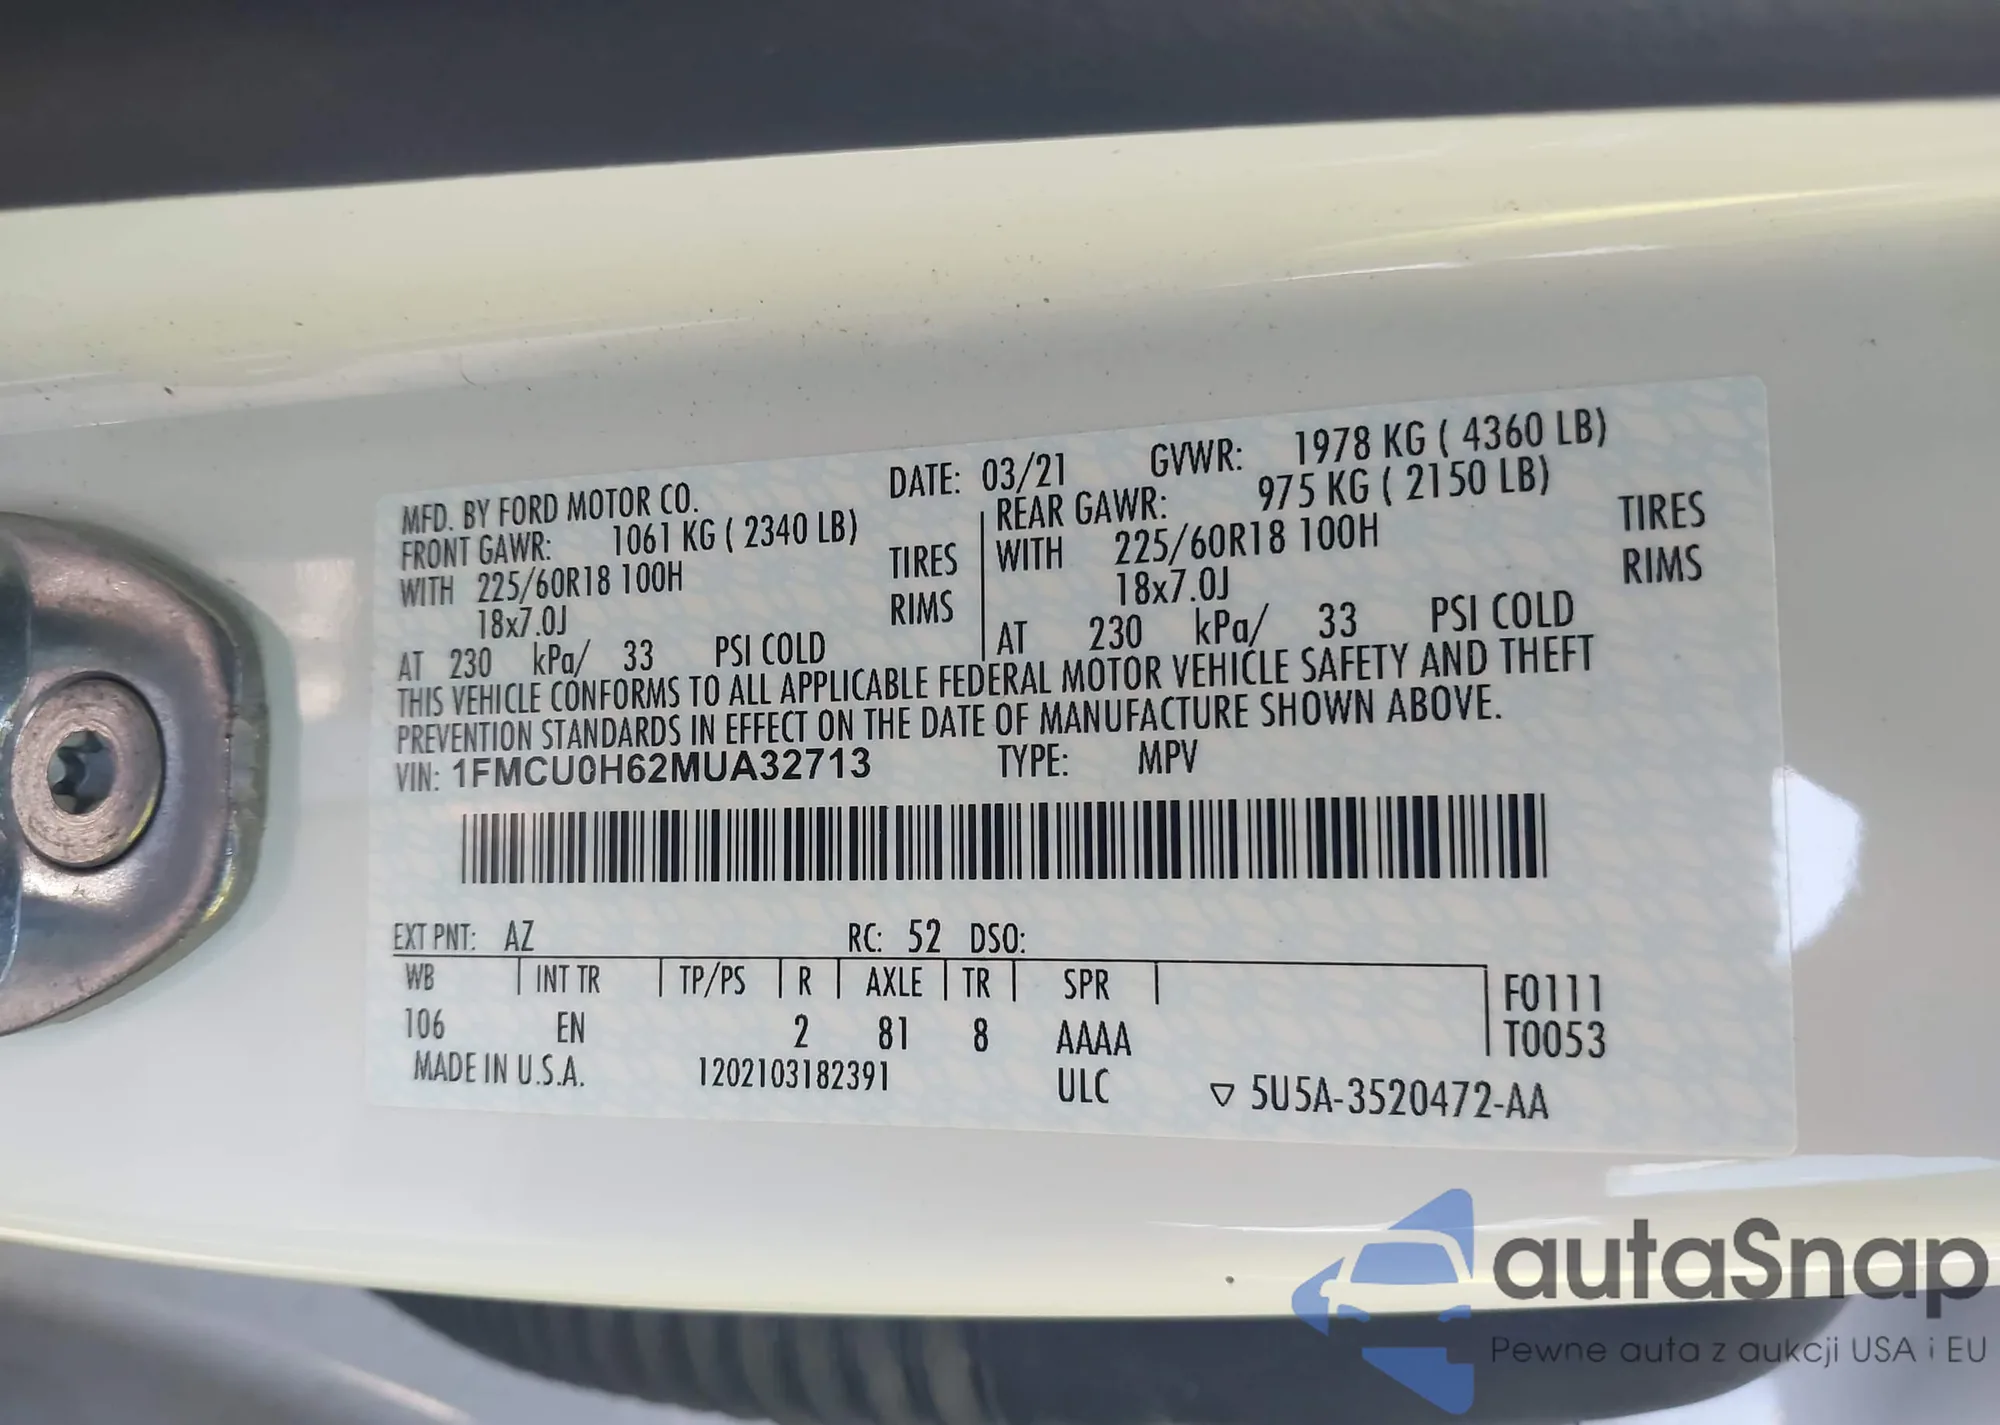 MFD. BY FORD MOTOR CO. DATE: 03/21 GVWR: 1978 KG ( 4360 LB)
FRONT GAWR: 1061 KG ( 2340 LB) REAR GAWR: 975 KG ( 2150 LB)
WITH 225/60R18 100H TIRES WITH 225/60R18 100H TIRES
18x7.0J RIMS 18x7.0J RIMS
AT 230 kPa/ 33 PSI COLD AT 230 kPa/ 33 PSI COLD
THIS VEHICLE CONFORMS TO ALL APPLICABLE FEDERAL MOTOR VEHICLE SAFETY AND THEFT
PREVENTION STANDARDS IN EFFECT ON THE DATE OF MANUFACTURE SHOWN ABOVE.
VIN: 1FMCU0H62MUA32713 TYPE: MPV
EXT PNT: AZ RC: 52 DSO:
WB INT TR TP/PS R AXLE TR SPR F0111
106 EN 2 81 8 AAAA T0053
MADE IN U.S.A. 1202103182391 ULC ▽ 5U5A-3520472-AA
autaSnap
Pewne auta z aukcji USA i EU